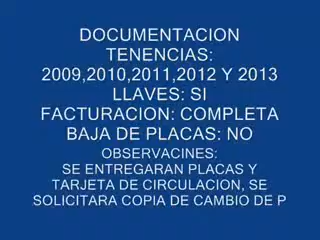 DOCUMENTACION
TENENCIAS:
2009,2010,2011,2012 Y 2013
LLAVES: SI
FACTURACION: COMPLETA
BAJA DE PLACAS: NO
OBSERVACINES:
SE ENTREGARAN PLACAS Y
TARJETA DE CIRCULACION, SE
SOLICITARA COPIA DE CAMBIO DE P